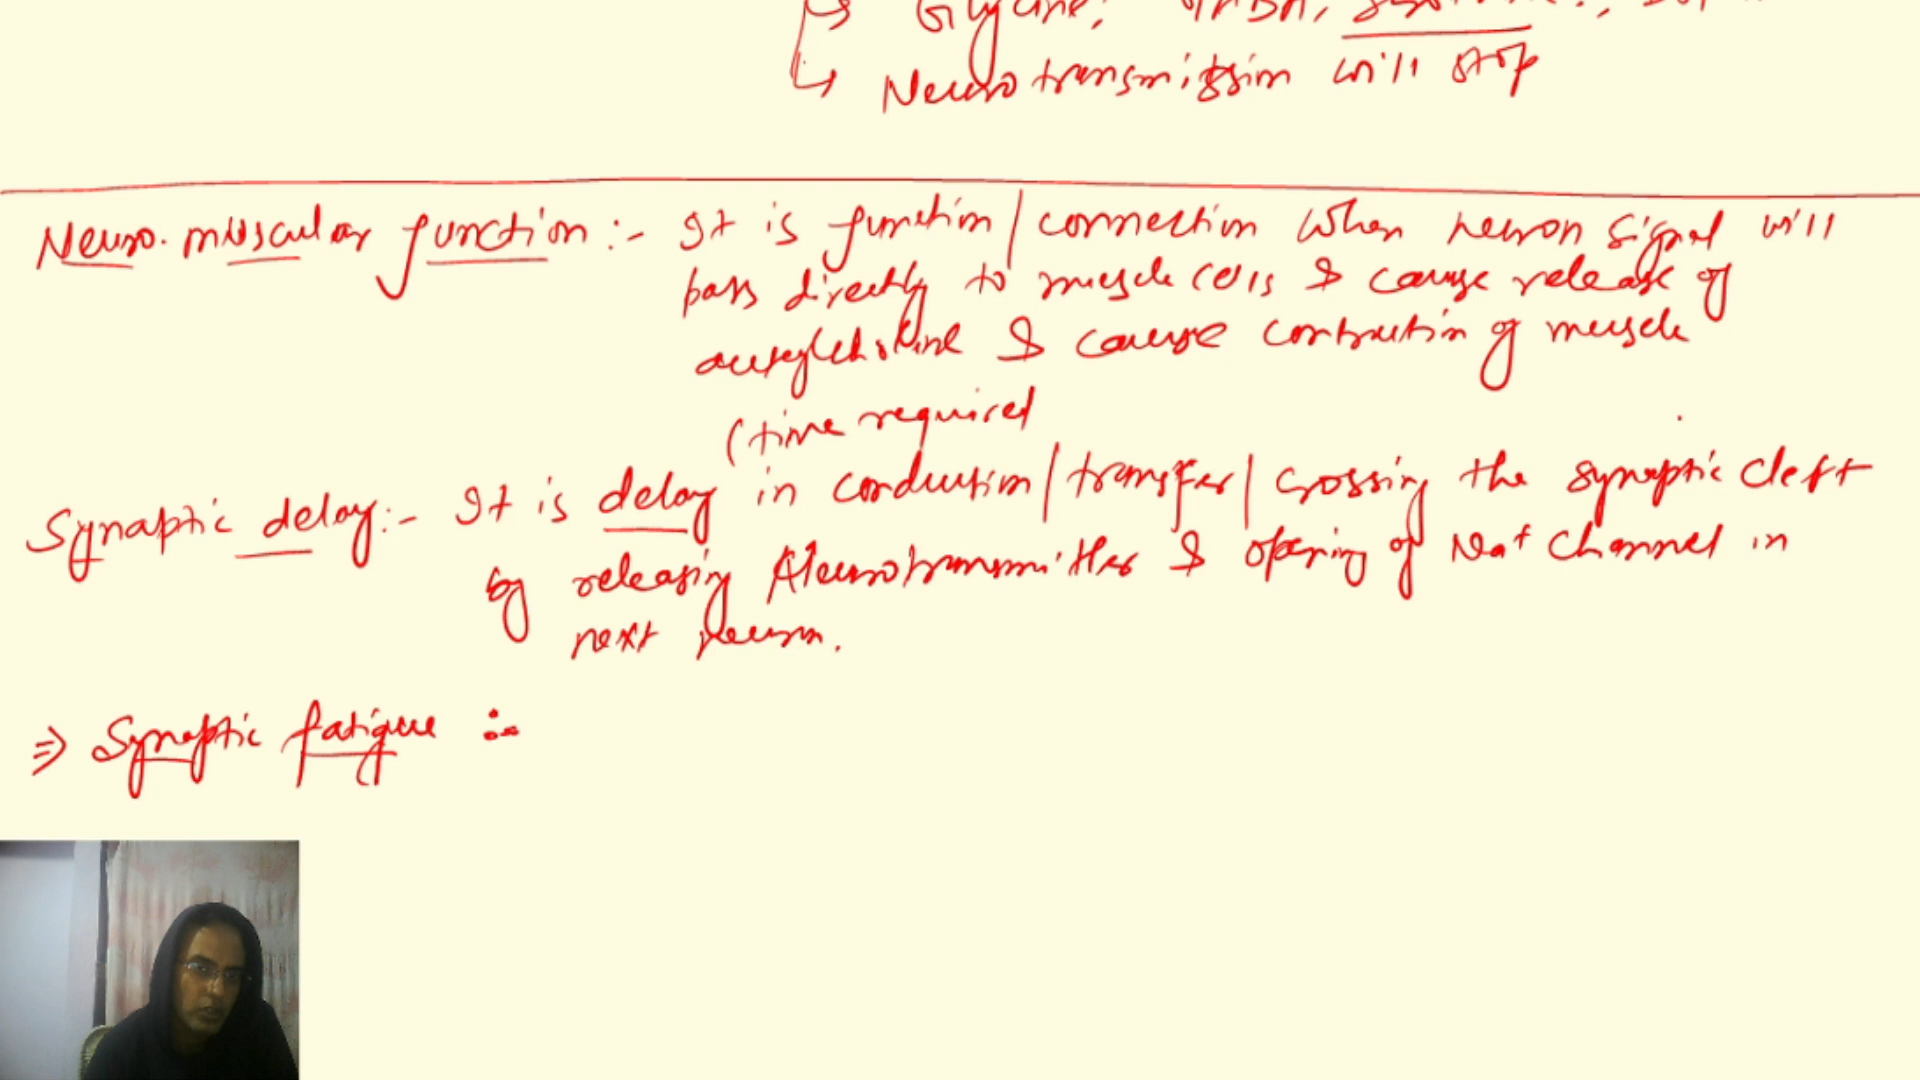 Glycine, GABA,
Neurotransmission will stop
Neuro. muscular junction :- It is junction/connection when neuron signal will
pass directly to muscle cells & cause release of
acetylcholine & cause contraction of muscle
(time required
Synaptic delay:- It is delay in conduction/transfer/crossing the synaptic cleft
by releasing Neurotransmitter & opening of Na+ channel in
next neuron.
⇒ Synaptic fatigue :-